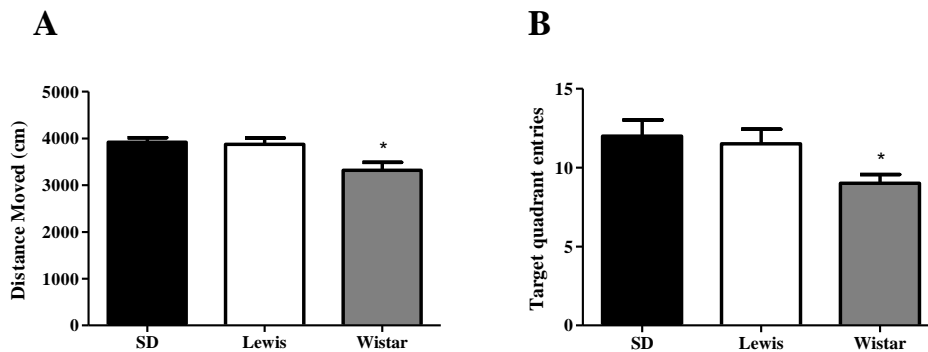 A
Distance Moved (cm)
5000
4000
3000
2000
1000
0
*
SD
Lewis
Wistar
B
Target quadrant entries
15
10
5
0
*
SD
Lewis
Wistar